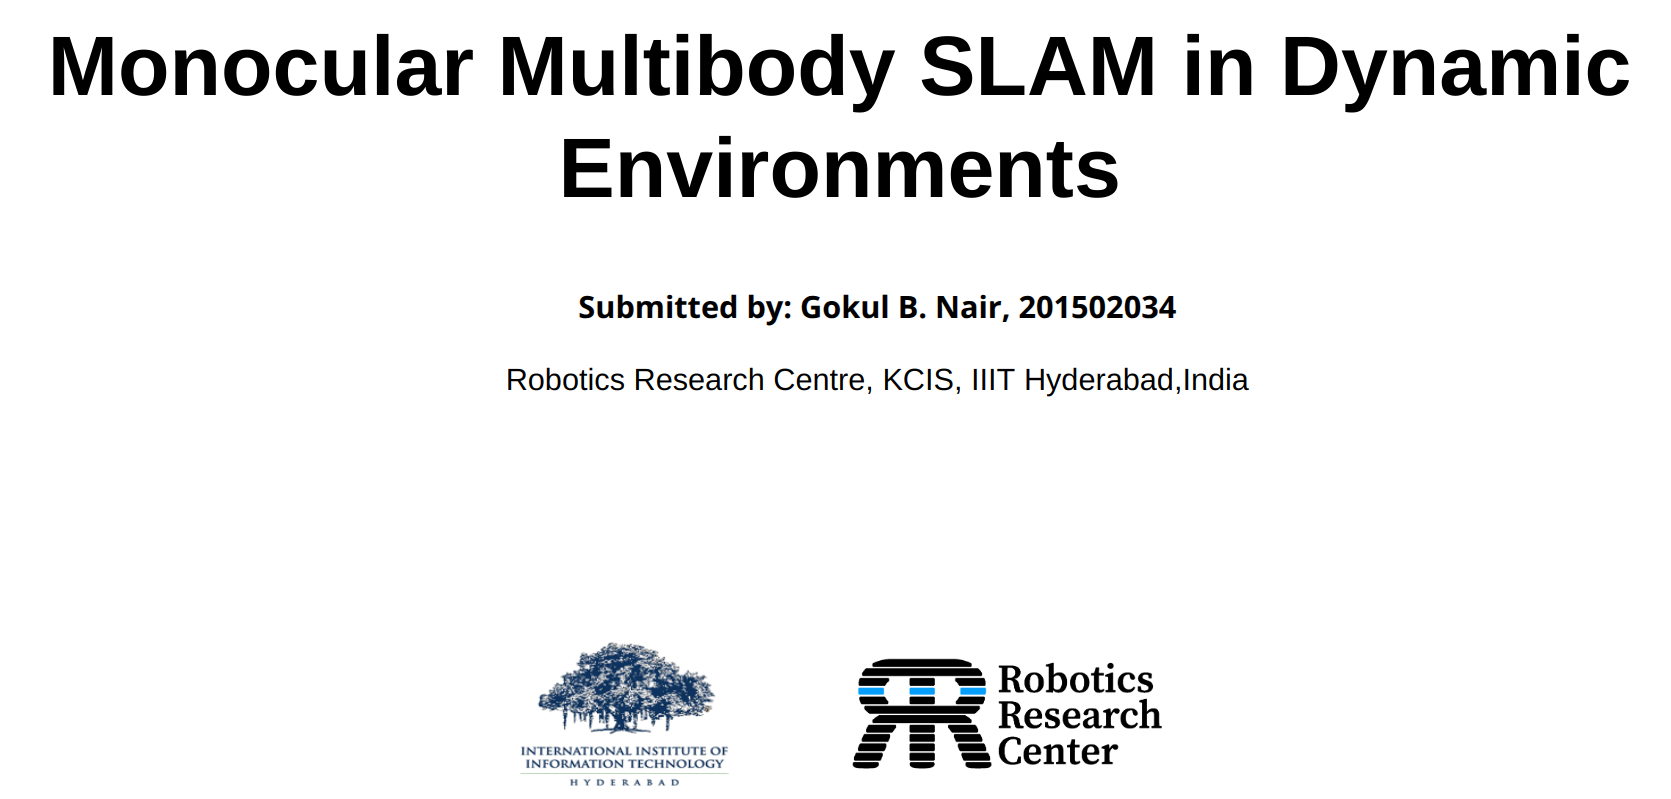 Monocular Multibody SLAM in Dynamic
Environments
Submitted by: Gokul B. Nair, 201502034
Robotics Research Centre, KCIS, IIIT Hyderabad,India
INTERNATIONAL INSTITUTE OF
INFORMATION TECHNOLOGY
HYDERABAD
Robotics
Research
Center